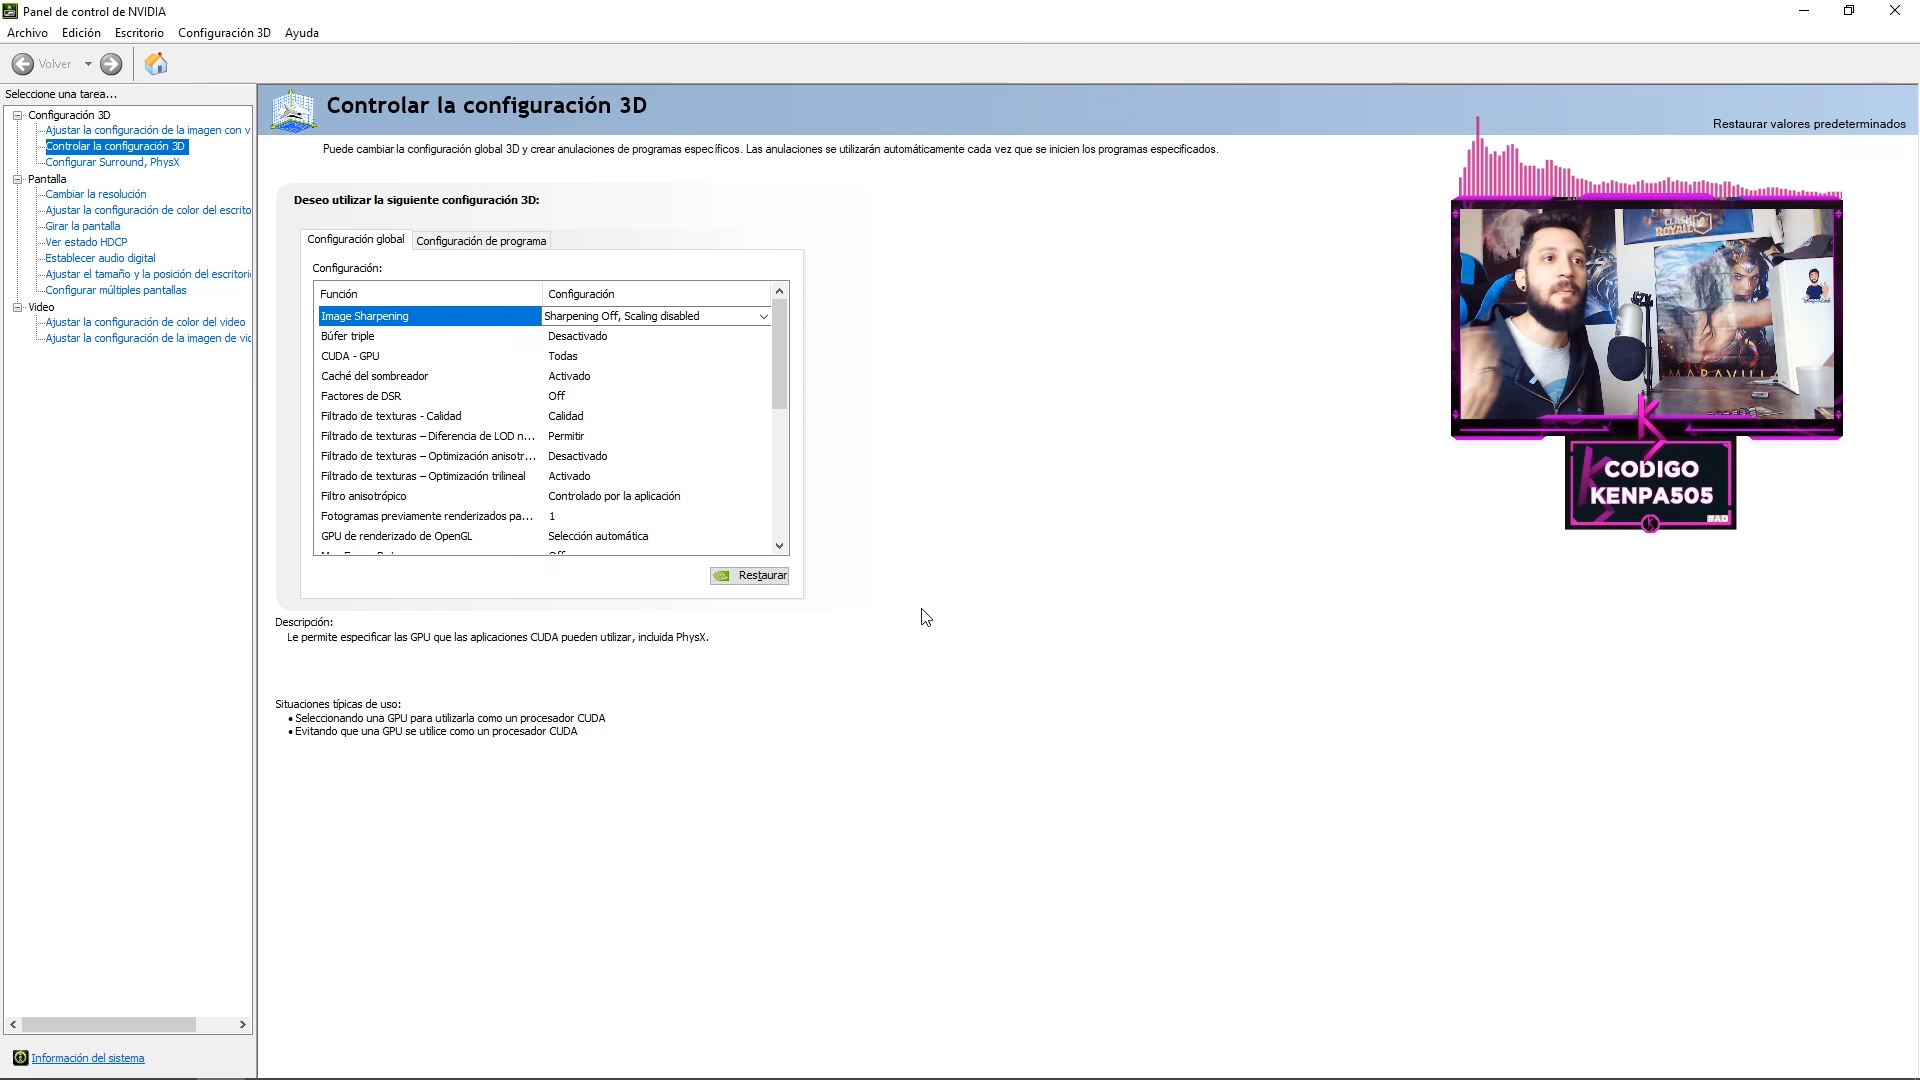 Panel de control de NVIDIA
Archivo Edición Escritorio Configuración 3D Ayuda
Volver
Seleccione una tarea...
Configuración 3D
Ajustar la configuración de la imagen con v
Controlar la configuración 3D
Configurar Surround, PhysX
Pantalla
Cambiar la resolución
Ajustar la configuración de color del escrito
Girar la pantalla
Ver estado HDCP
Establecer audio digital
Ajustar el tamaño y la posición del escritori
Configurar múltiples pantallas
Video
Ajustar la configuración de color del video
Ajustar la configuración de la imagen de vic
Información del sistema
Controlar la configuración 3D
Restaurar valores predeterminados
Puede cambiar la configuración global 3D y crear anulaciones de programas específicos. Las anulaciones se utilizarán automáticamente cada vez que se inicien los programas especificados.
Deseo utilizar la siguiente configuración 3D:
Configuración global Configuración de programa
Configuración:
Función Configuración
Image Sharpening Sharpening Off, Scaling disabled
Búfer triple Desactivado
CUDA - GPU Todas
Caché del sombreador Activado
Factores de DSR Off
Filtrado de texturas - Calidad Calidad
Filtrado de texturas – Diferencia de LOD n... Permitir
Filtrado de texturas – Optimización anisotr... Desactivado
Filtrado de texturas – Optimización trilineal Activado
Filtro anisotrópico Controlado por la aplicación
Fotogramas previamente renderizados pa... 1
GPU de renderizado de OpenGL Selección automática
Restaurar
Descripción:
Le permite especificar las GPU que las aplicaciones CUDA pueden utilizar, incluida PhysX.
Situaciones típicas de uso:
• Seleccionando una GPU para utilizarla como un procesador CUDA
• Evitando que una GPU se utilice como un procesador CUDA
CLASH
ROYALE
MARAVILL
CODIGO
KENPA505
#AD